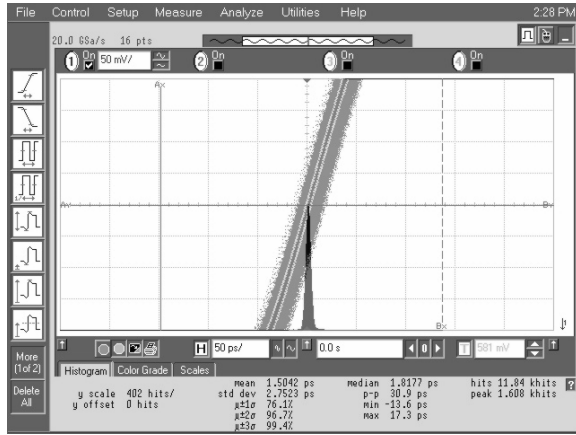 File Control Setup Measure Analyze Utilities Help 2:28 PM
20.0 GSa/s 16 pts
1 On 50 mV/ 2 On 3 On 4 On
Ax
Ay By
Bx
H 50 ps/ 0.0 s 0 T 581 mV
More
(1of 2)
Delete
All
Histogram Color Grade Scales
mean 1.5042 ps median 1.8177 ps hits 11.84 khits ?
y scale 402 hits/ std dev 2.7523 ps p-p 30.9 ps peak 1.608 khits
y offset 0 hits µ±1σ 76.1% min -13.6 ps
µ±2σ 96.7% max 17.3 ps
µ±3σ 99.4%